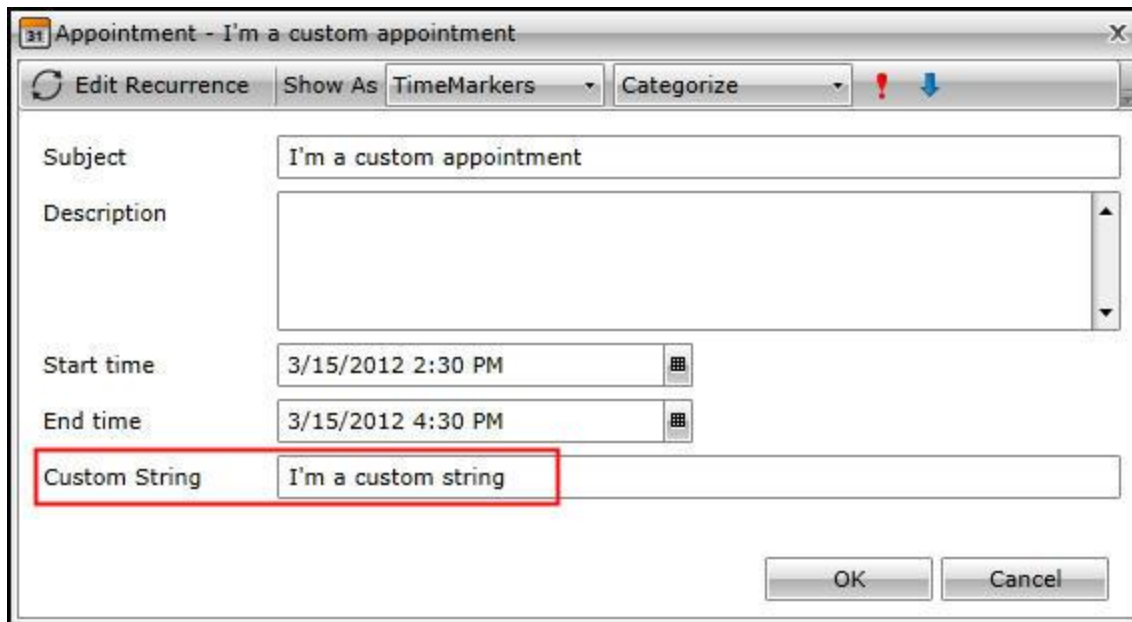 31 Appointment - I'm a custom appointment X
Edit Recurrence Show As TimeMarkers Categorize
Subject I'm a custom appointment
Description
Start time 3/15/2012 2:30 PM
End time 3/15/2012 4:30 PM
Custom String I'm a custom string
OK Cancel